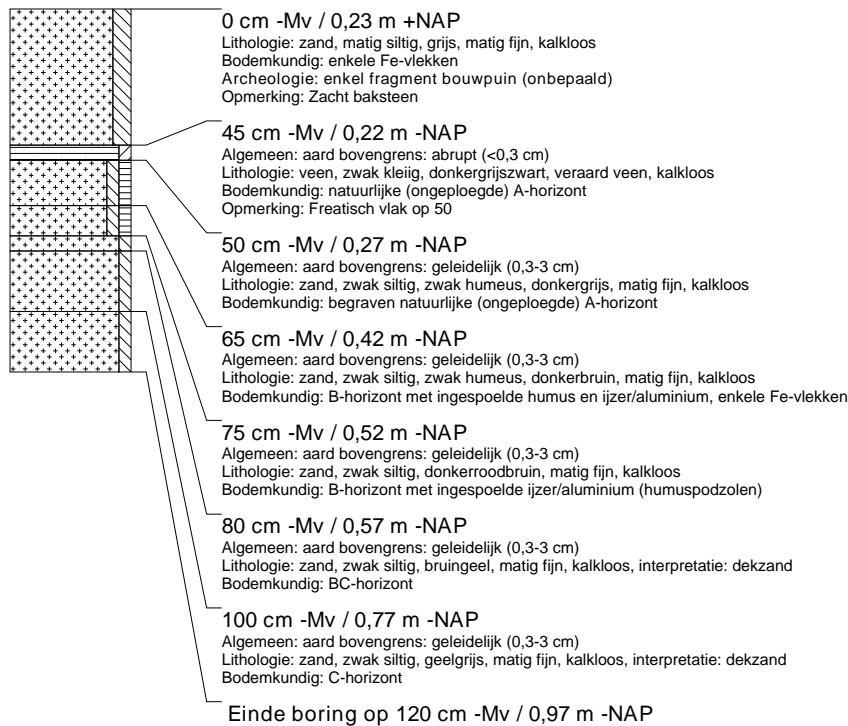 0 cm -Mv / 0,23 m +NAP
Lithologie: zand, matig siltig, grijs, matig fijn, kalkloos
Bodemkundig: enkele Fe-vlekken
Archeologie: enkel fragment bouwpuin (onbepaald)
Opmerking: Zacht baksteen
45 cm -Mv / 0,22 m -NAP
Algemeen: aard bovengrens: abrupt (<0,3 cm)
Lithologie: veen, zwak kleiig, donkergrijszwart, veraard veen, kalkloos
Bodemkundig: natuurlijke (ongeploegde) A-horizont
Opmerking: Freatisch vlak op 50
50 cm -Mv / 0,27 m -NAP
Algemeen: aard bovengrens: geleidelijk (0,3-3 cm)
Lithologie: zand, zwak siltig, zwak humeus, donkergrijs, matig fijn, kalkloos
Bodemkundig: begraven natuurlijke (ongeploegde) A-horizont
65 cm -Mv / 0,42 m -NAP
Algemeen: aard bovengrens: geleidelijk (0,3-3 cm)
Lithologie: zand, zwak siltig, zwak humeus, donkerbruin, matig fijn, kalkloos
Bodemkundig: B-horizont met ingespoelde humus en ijzer/aluminium, enkele Fe-vlekken
75 cm -Mv / 0,52 m -NAP
Algemeen: aard bovengrens: geleidelijk (0,3-3 cm)
Lithologie: zand, zwak siltig, donkerroodbruin, matig fijn, kalkloos
Bodemkundig: B-horizont met ingespoelde ijzer/aluminium (humuspodzolen)
80 cm -Mv / 0,57 m -NAP
Algemeen: aard bovengrens: geleidelijk (0,3-3 cm)
Lithologie: zand, zwak siltig, bruingeel, matig fijn, kalkloos, interpretatie: dekzand
Bodemkundig: BC-horizont
100 cm -Mv / 0,77 m -NAP
Algemeen: aard bovengrens: geleidelijk (0,3-3 cm)
Lithologie: zand, zwak siltig, geelgrijs, matig fijn, kalkloos, interpretatie: dekzand
Bodemkundig: C-horizont
Einde boring op 120 cm -Mv / 0,97 m -NAP